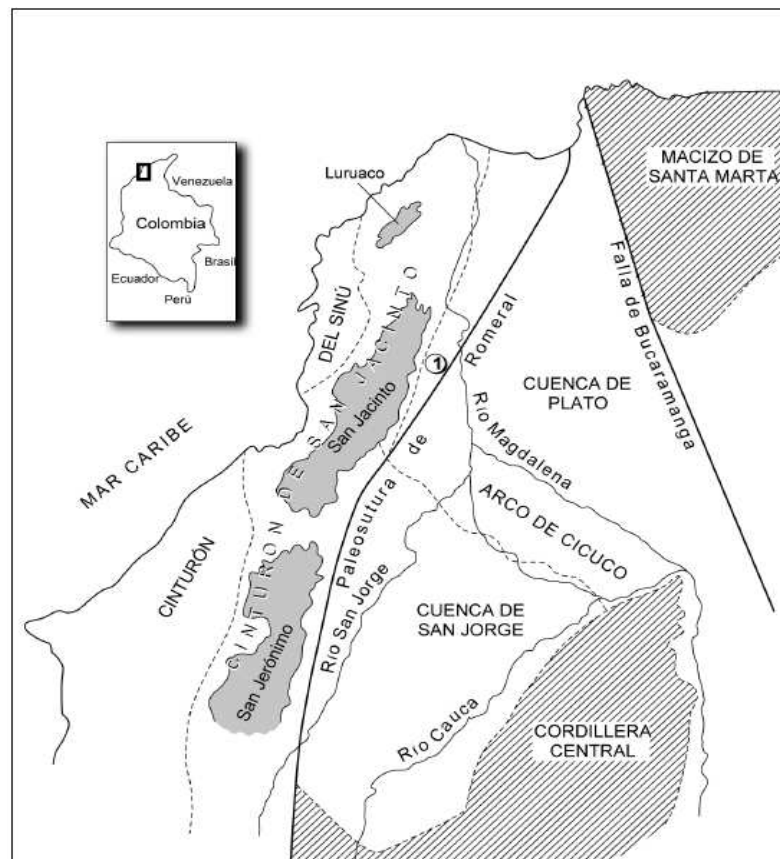 MACIZO DE
SANTA MARTA
Venezuela
Colombia
Brasil
Ecuador
Perú
Luruaco
DEL SINÚ
CINTURÓN DE SAN JACINTO
San Jacinto
1
Paleosutura de Romeral
Falla de Bucaramanga
CUENCA DE
PLATO
Río Magdalena
MAR CARIBE
ARCO DE CICUCO
CINTURÓN
San Jerónimo
Río San Jorge
CUENCA DE
SAN JORGE
Río Cauca
CORDILLERA
CENTRAL